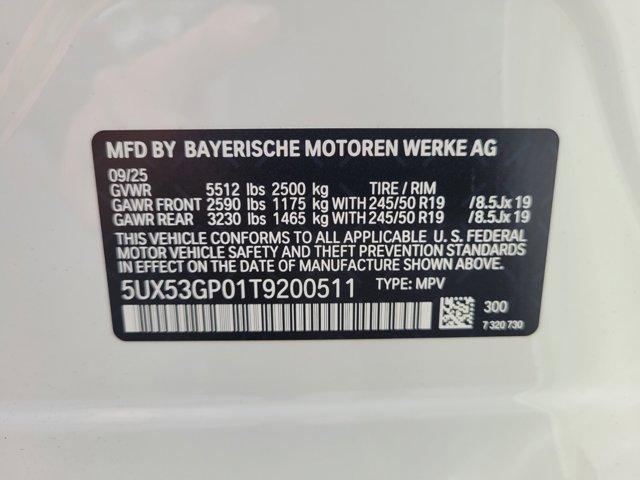 MFD BY BAYERISCHE MOTOREN WERKE AG
09/25
GVWR 5512 lbs 2500 kg TIRE / RIM
GAWR FRONT 2590 lbs 1175 kg WITH 245/50 R19 /8.5Jx19
GAWR REAR 3230 lbs 1465 kg WITH 245/50 R19 /8.5Jx19
THIS VEHICLE CONFORMS TO ALL APPLICABLE U. S. FEDERAL
MOTOR VEHICLE SAFETY AND THEFT PREVENTION STANDARDS
IN EFFECT ON THE DATE OF MANUFACTURE SHOWN ABOVE.
5UX53GP01T9200511 TYPE: MPV
300
7 320 730